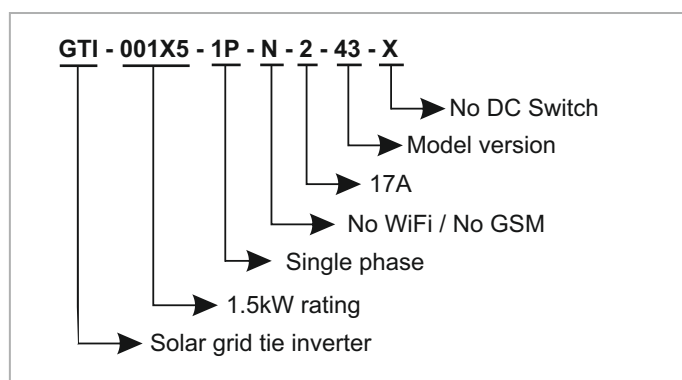 GTI - 001X5 - 1P - N - 2 - 43 - X
No DC Switch
Model version
17A
No WiFi / No GSM
Single phase
1.5kW rating
Solar grid tie inverter